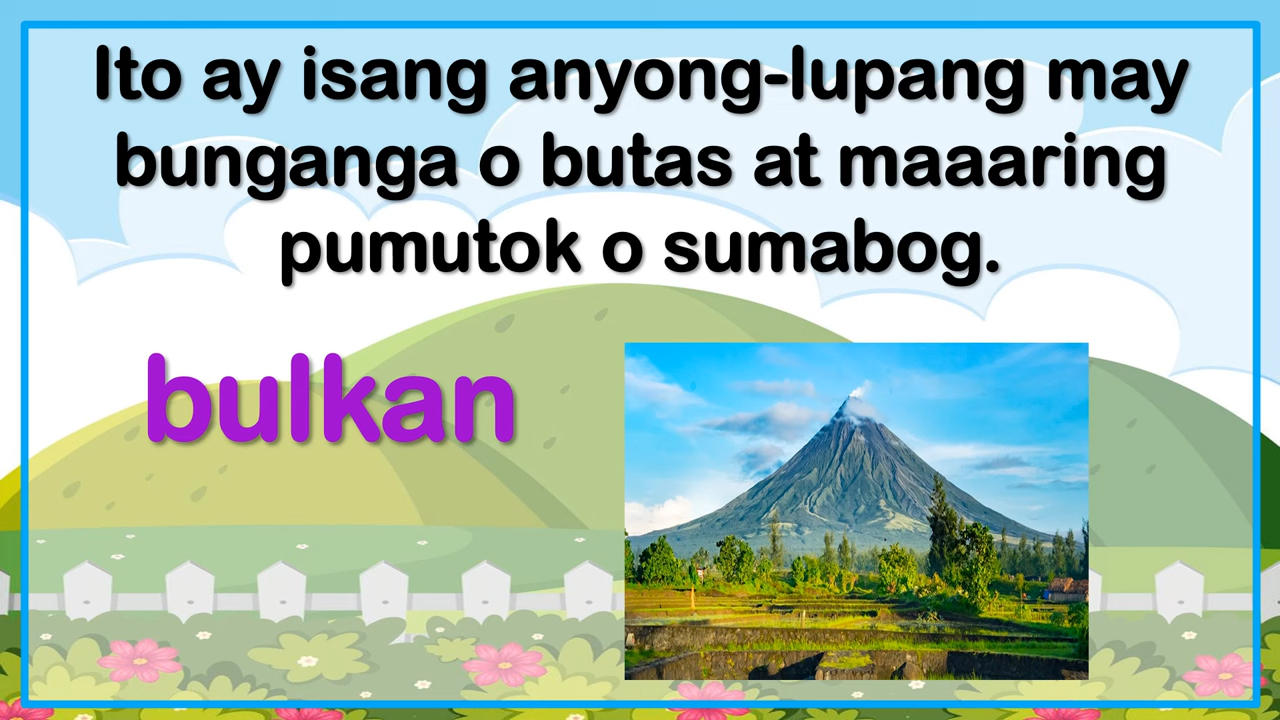 Ito ay isang anyong-lupang may
bunganga o butas at maaaring
pumutok o sumabog.
bulkan